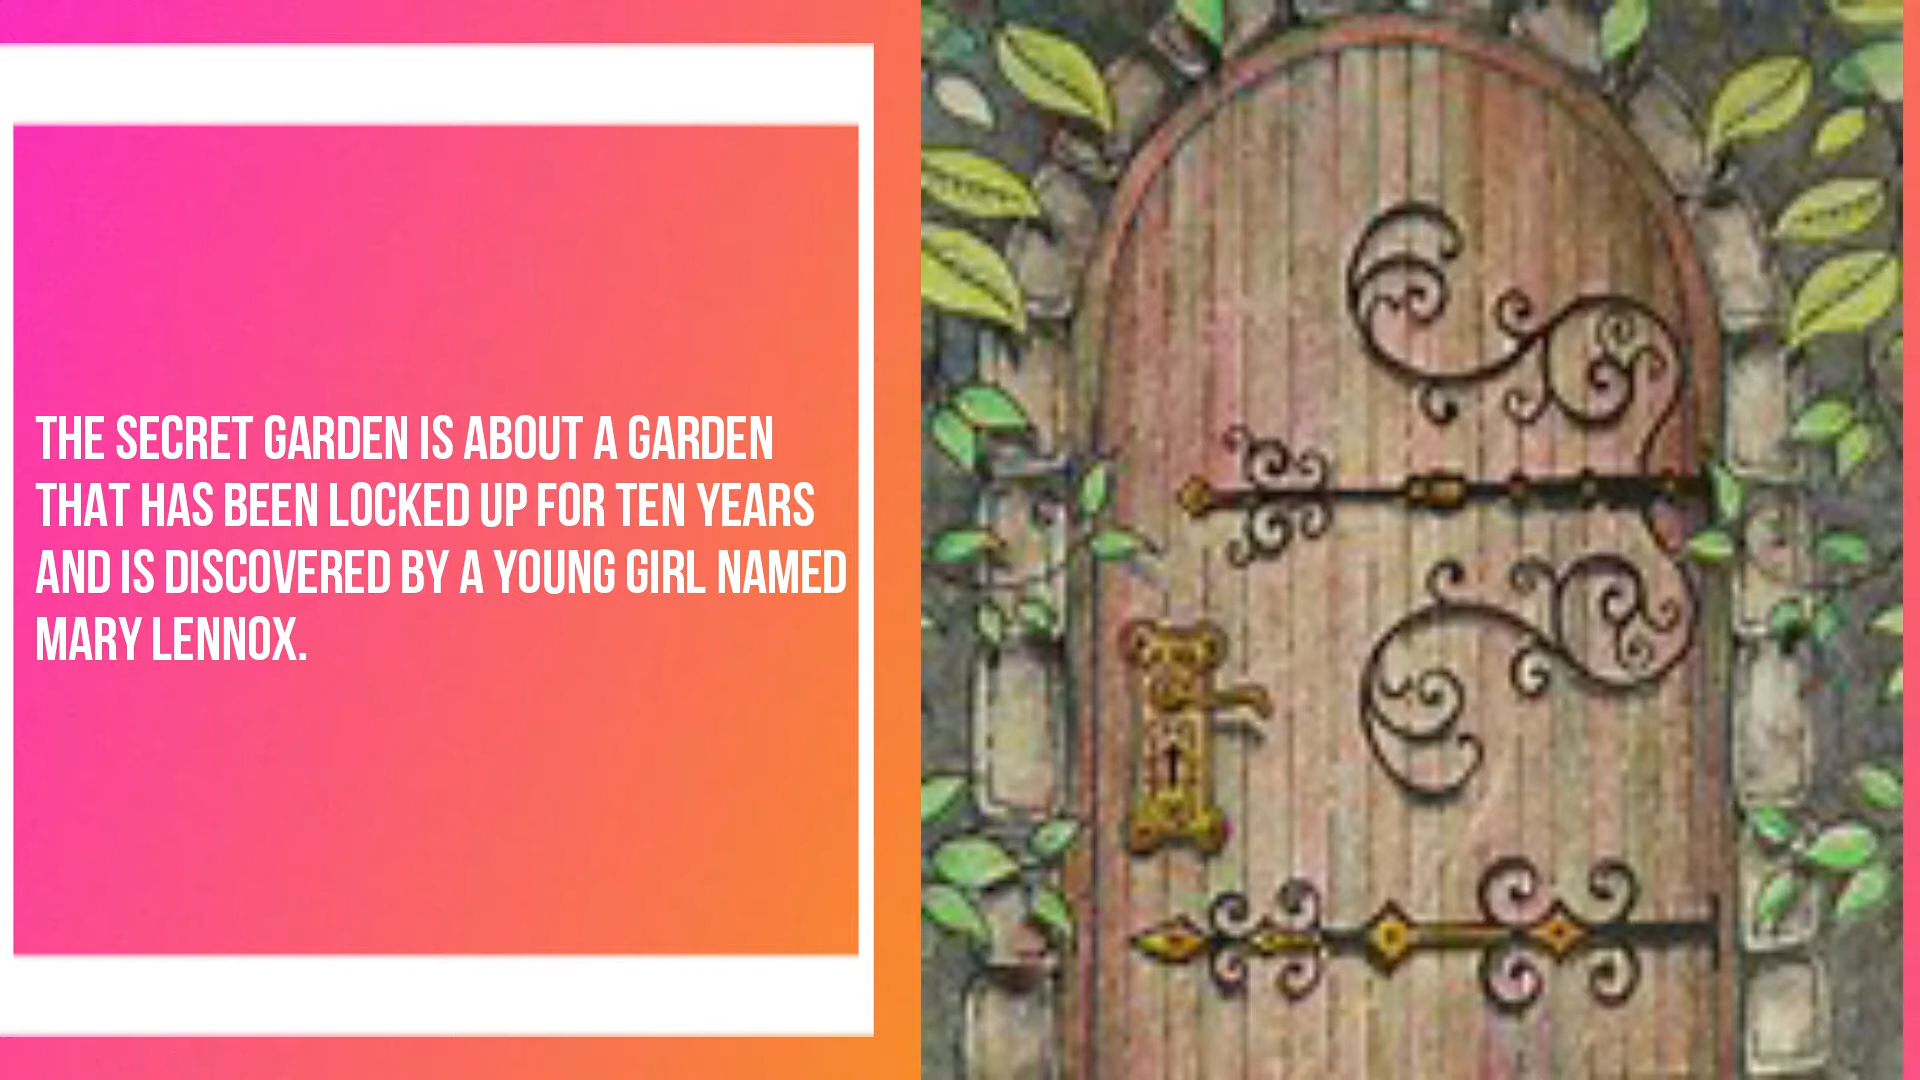 THE SECRET GARDEN IS ABOUT A GARDEN
THAT HAS BEEN LOCKED UP FOR TEN YEARS
AND IS DISCOVERED BY A YOUNG GIRL NAMED
MARY LENNOX.